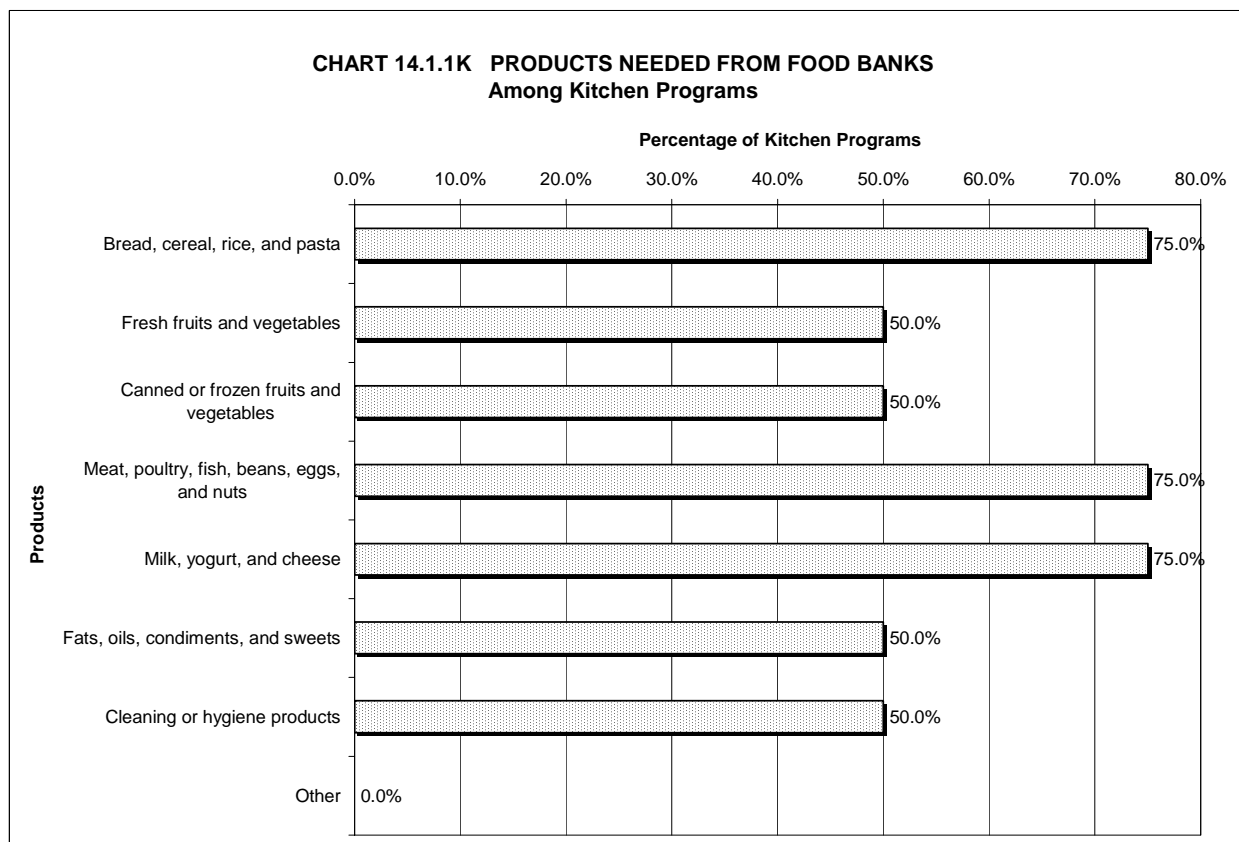 CHART 14.1.1K   PRODUCTS NEEDED FROM FOOD BANKS
Among Kitchen Programs
Percentage of Kitchen Programs
0.0% 10.0% 20.0% 30.0% 40.0% 50.0% 60.0% 70.0% 80.0%
Products
Bread, cereal, rice, and pasta 75.0%
Fresh fruits and vegetables 50.0%
Canned or frozen fruits and
vegetables 50.0%
Meat, poultry, fish, beans, eggs,
and nuts 75.0%
Milk, yogurt, and cheese 75.0%
Fats, oils, condiments, and sweets 50.0%
Cleaning or hygiene products 50.0%
Other 0.0%